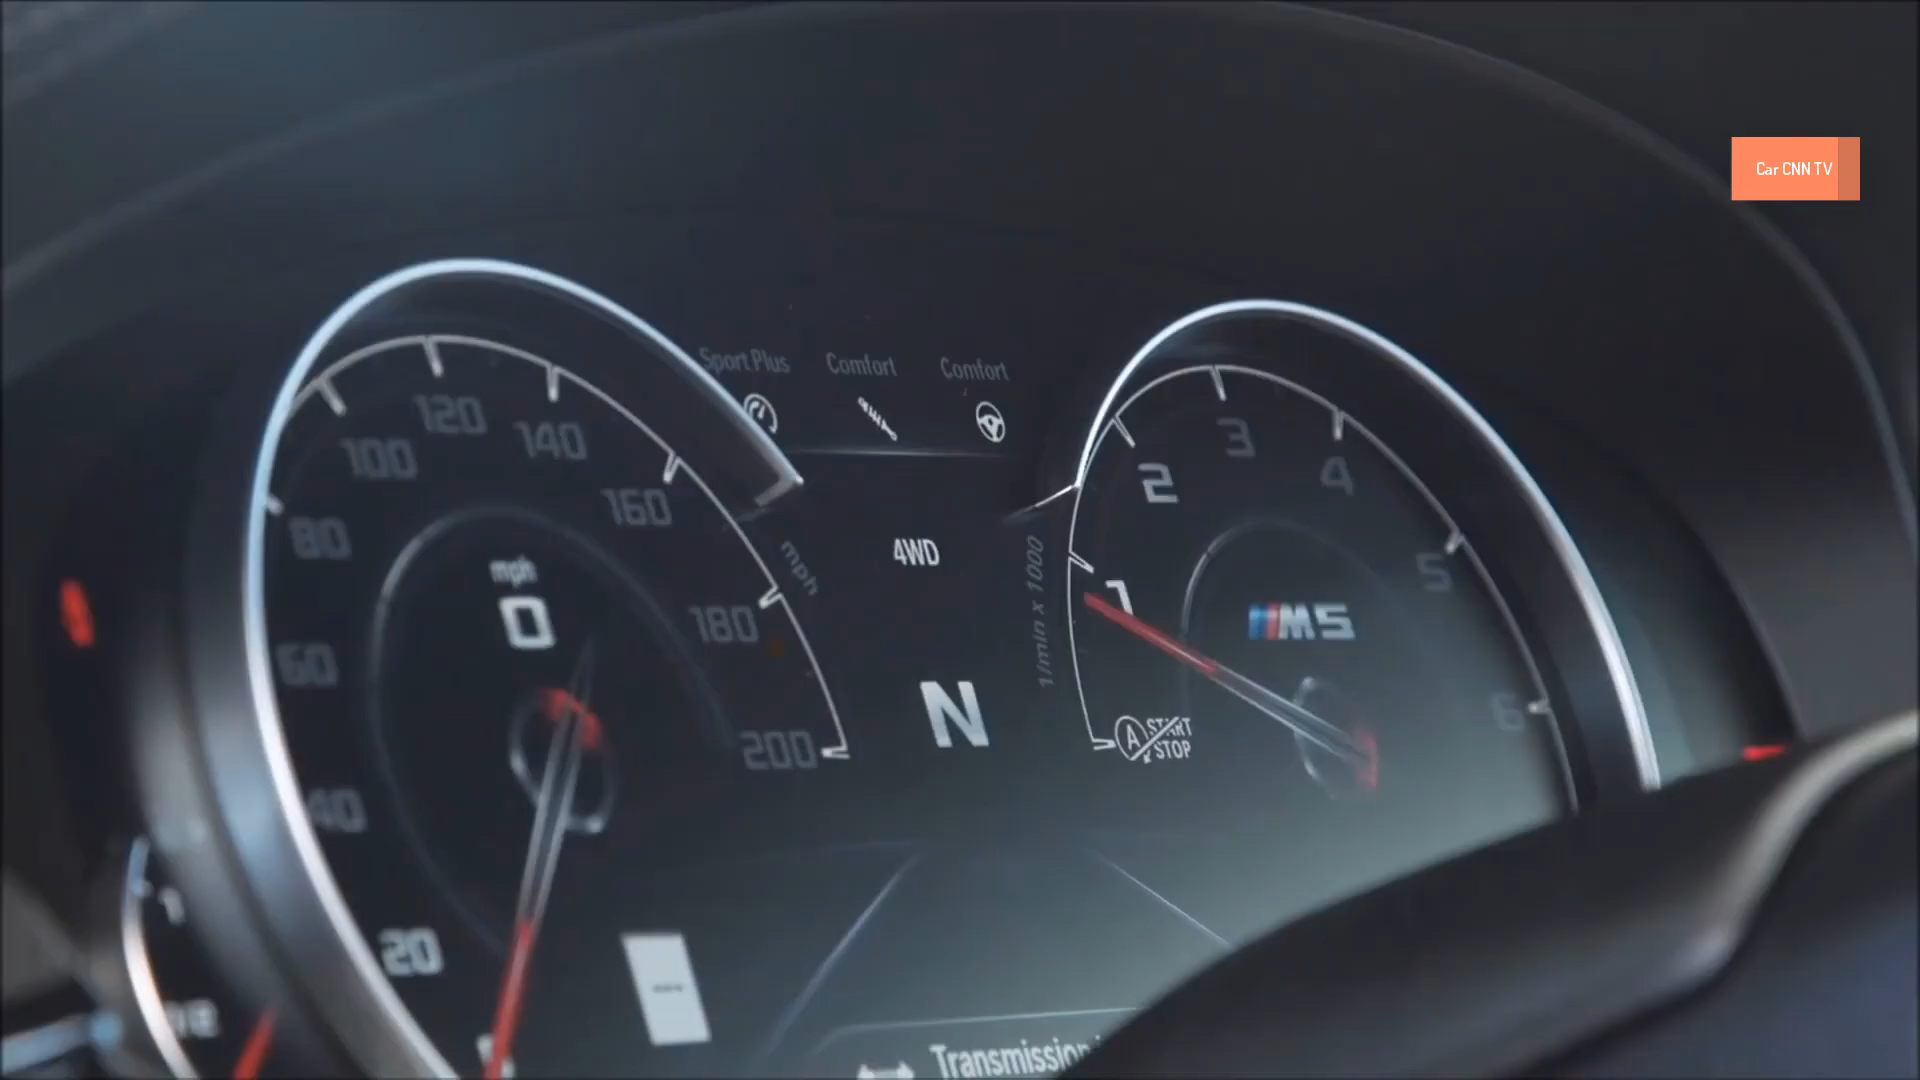 Car CNN TV
Sport Plus Comfort Comfort
120
100
140
160
80
mph
0
60
180
200
40
20
mph
4WD
N
1/min x 1000
1
2
3
4
5
6
M5
A START STOP
Transmission